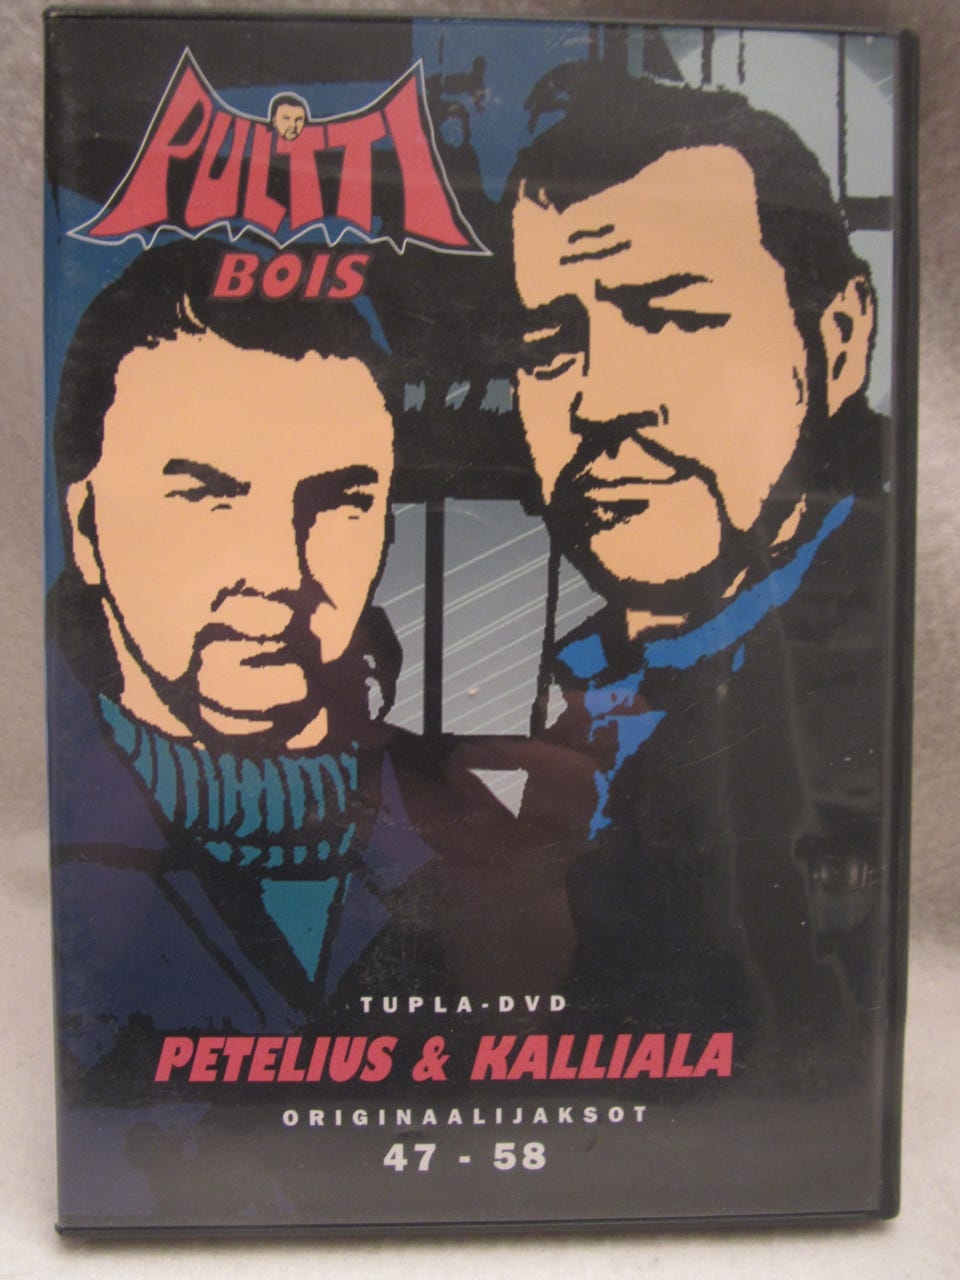 PULTTI
BOIS
TUPLA-DVD
PETELIUS & KALLIALA
ORIGINAALIJAKSOT
47 - 58